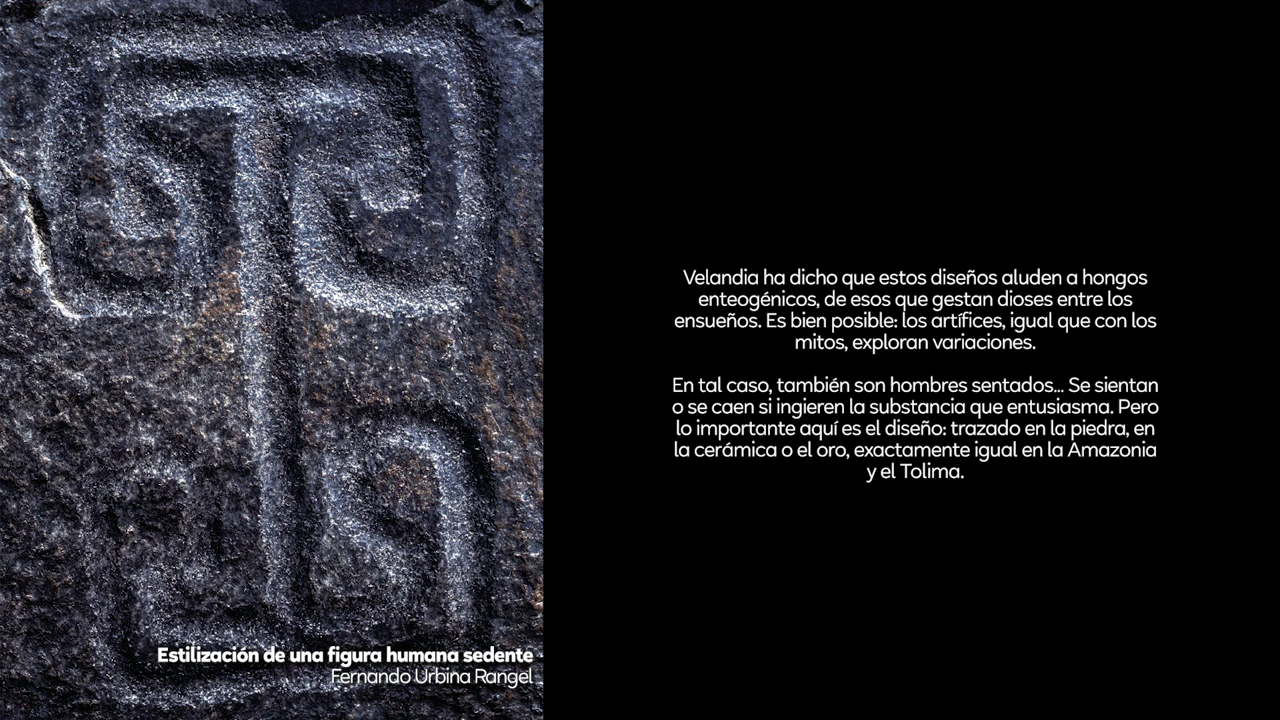 Velandia ha dicho que estos diseños aluden a hongos
enteogénicos, de esos que gestan dioses entre los
ensueños. Es bien posible: los artífices, igual que con los
mitos, exploran variaciones.
En tal caso, también son hombres sentados... Se sientan
o se caen si ingieren la substancia que entusiasma. Pero
lo importante aquí es el diseño: trazado en la piedra, en
la cerámica o el oro, exactamente igual en la Amazonia
y el Tolima.
Estilización de una figura humana sedente
Fernando Urbina Rangel